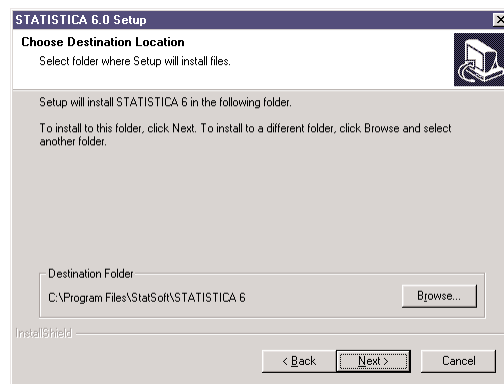 STATISTICA 6.0 Setup
Choose Destination Location
Select folder where Setup will install files.
Setup will install STATISTICA 6 in the following folder.
To install to this folder, click Next. To install to a different folder, click Browse and select
another folder.
Destination Folder
C:\Program Files\StatSoft\STATISTICA 6
Browse...
InstallShield
< Back
Next >
Cancel